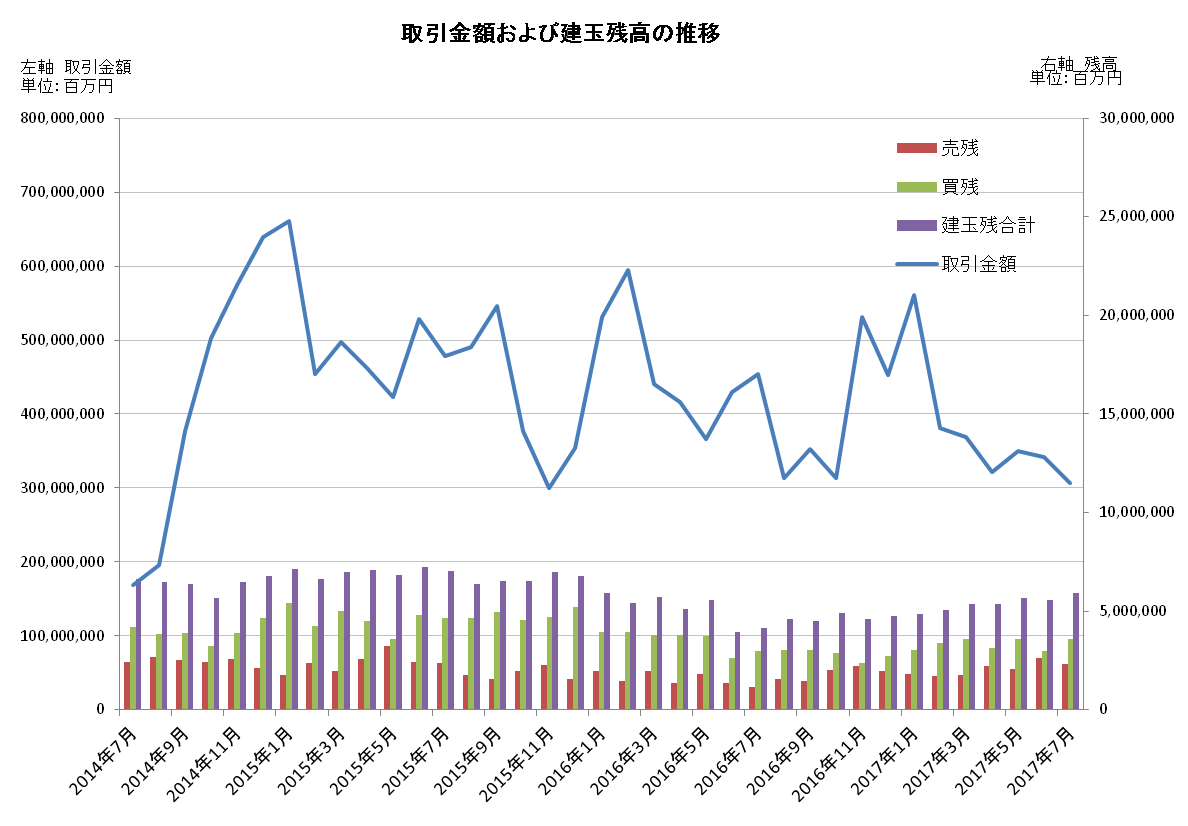 取引金額および建玉残高の推移
左軸 取引金額
単位：百万円
右軸 残高
単位：百万円
800,000,000
700,000,000
600,000,000
500,000,000
400,000,000
300,000,000
200,000,000
100,000,000
0
30,000,000
25,000,000
20,000,000
15,000,000
10,000,000
5,000,000
0
売残
買残
建玉残合計
取引金額
2014年7月
2014年9月
2014年11月
2015年1月
2015年3月
2015年5月
2015年7月
2015年9月
2015年11月
2016年1月
2016年3月
2016年5月
2016年7月
2016年9月
2016年11月
2017年1月
2017年3月
2017年5月
2017年7月